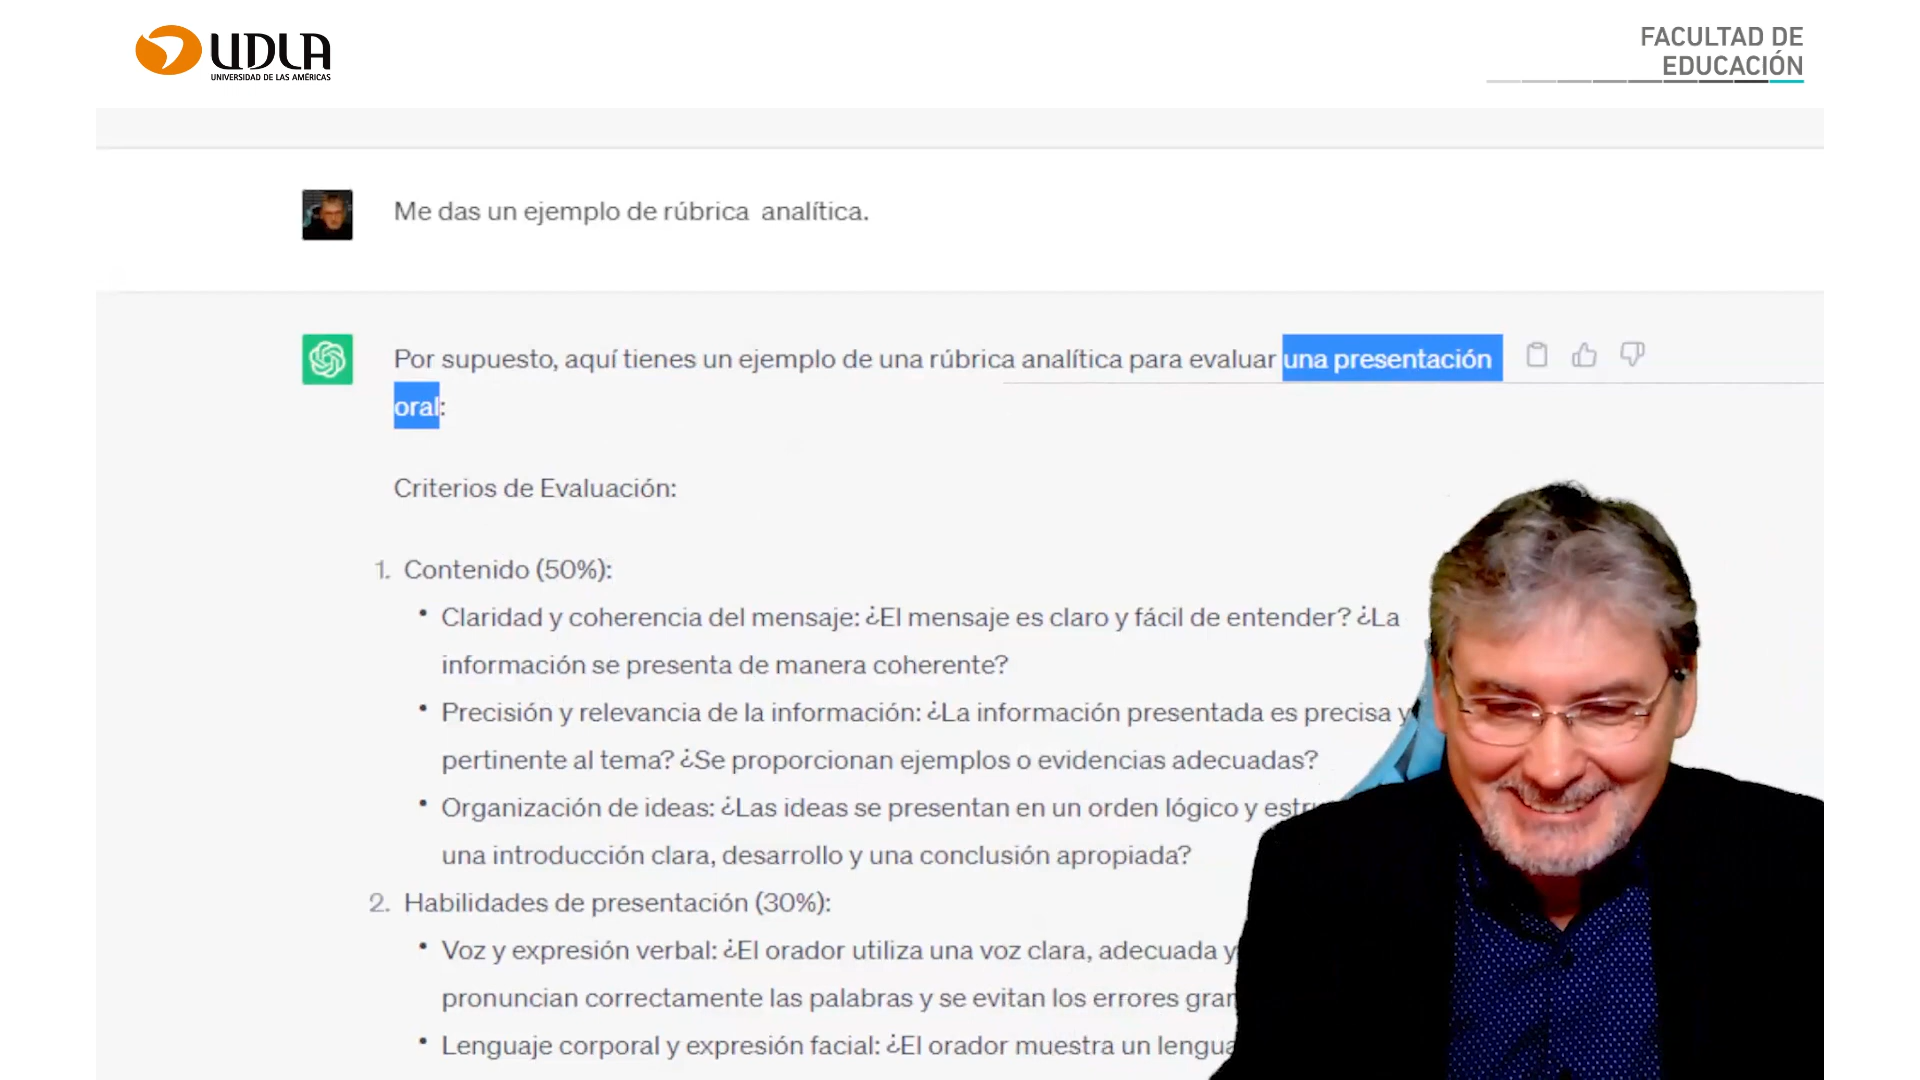 UDLA
UNIVERSIDAD DE LAS AMÉRICAS
FACULTAD DE
EDUCACIÓN
Me das un ejemplo de rúbrica analítica.
Por supuesto, aquí tienes un ejemplo de una rúbrica analítica para evaluar una presentación
oral:
Criterios de Evaluación:
1. Contenido (50%):
• Claridad y coherencia del mensaje: ¿El mensaje es claro y fácil de entender? ¿La
información se presenta de manera coherente?
• Precisión y relevancia de la información: ¿La información presentada es precisa y
pertinente al tema? ¿Se proporcionan ejemplos o evidencias adecuadas?
• Organización de ideas: ¿Las ideas se presentan en un orden lógico y
una introducción clara, desarrollo y una conclusión apropiada?
2. Habilidades de presentación (30%):
• Voz y expresión verbal: ¿El orador utiliza una voz clara, adecuada y
pronuncian correctamente las palabras y se evitan los errores
• Lenguaje corporal y expresión facial: ¿El orador muestra un